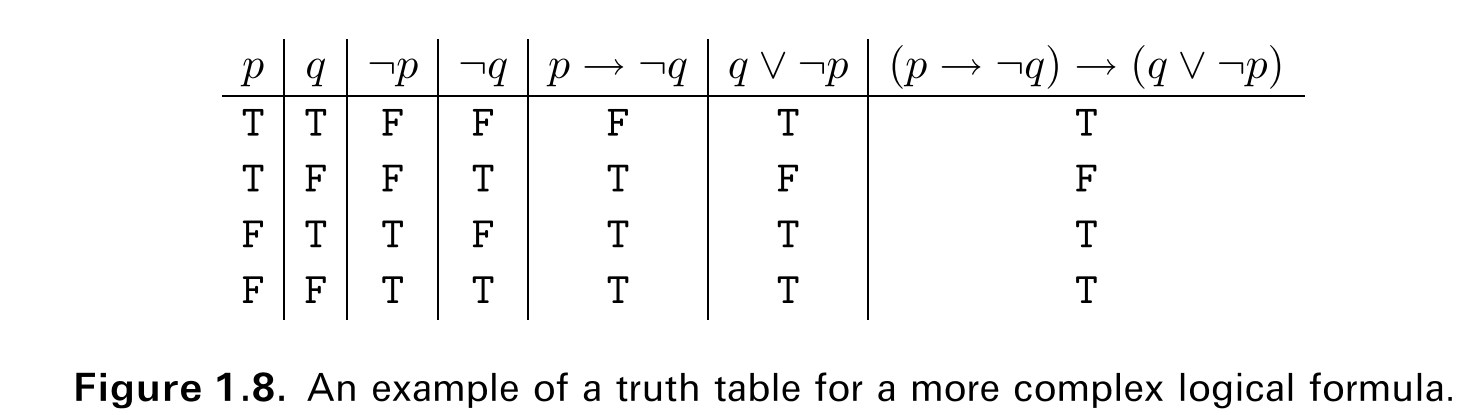 p q ¬p ¬q p → ¬q q ∨ ¬p (p → ¬q) → (q ∨ ¬p)
T T F F F T T
T F F T T F F
F T T F T T T
F F T T T T T
Figure 1.8. An example of a truth table for a more complex logical formula.